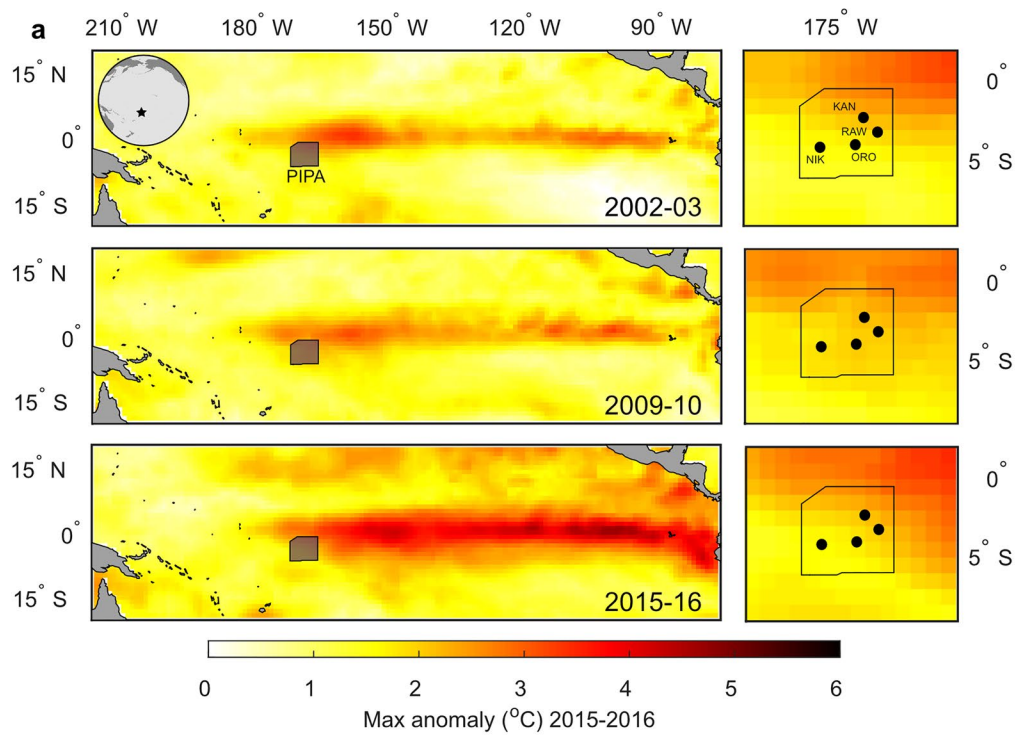 a
210° W 180° W 150° W 120° W 90° W 175° W
15° N
0°
15° S
PIPA
2002-03
KAN
RAW
NIK
ORO
0°
5° S
15° N
0°
15° S
2009-10
0°
5° S
15° N
0°
15° S
2015-16
0°
5° S
0 1 2 3 4 5 6
Max anomaly (°C) 2015-2016